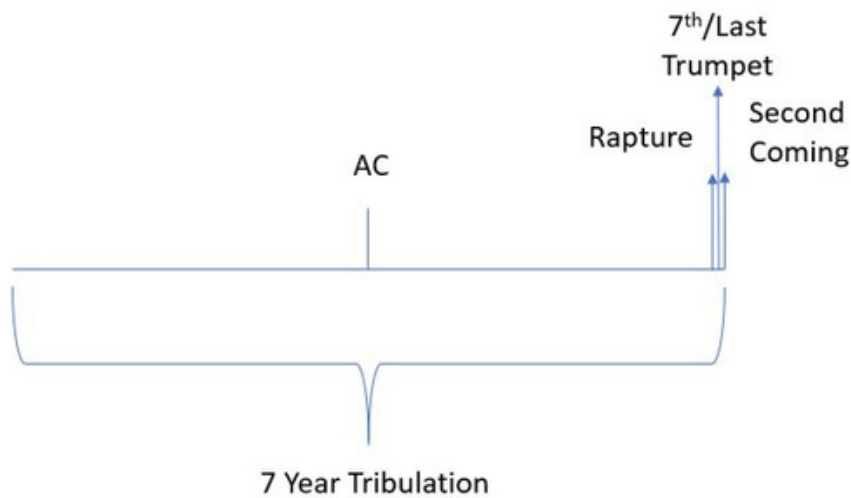 7ᵗʰ/Last
Trumpet
Second
Coming
Rapture
AC
7 Year Tribulation